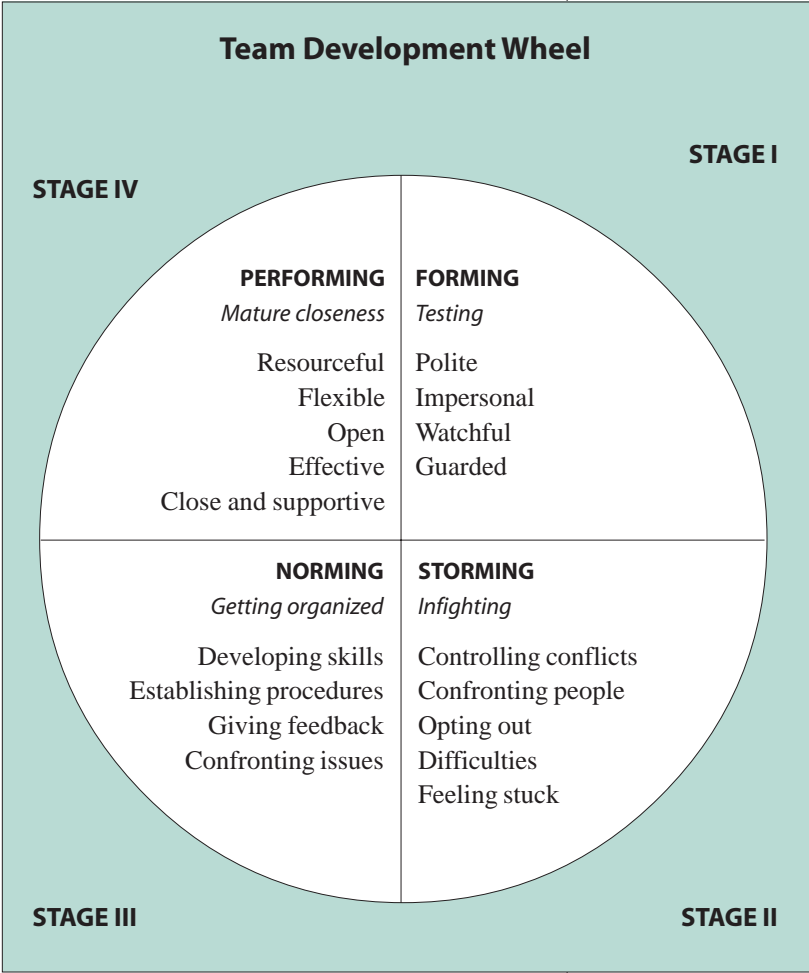 Team Development Wheel
STAGE I
STAGE IV
PERFORMING
Mature closeness
Resourceful
Flexible
Open
Effective
Close and supportive
FORMING
Testing
Polite
Impersonal
Watchful
Guarded
NORMING
Getting organized
Developing skills
Establishing procedures
Giving feedback
Confronting issues
STORMING
Infighting
Controlling conflicts
Confronting people
Opting out
Difficulties
Feeling stuck
STAGE III
STAGE II